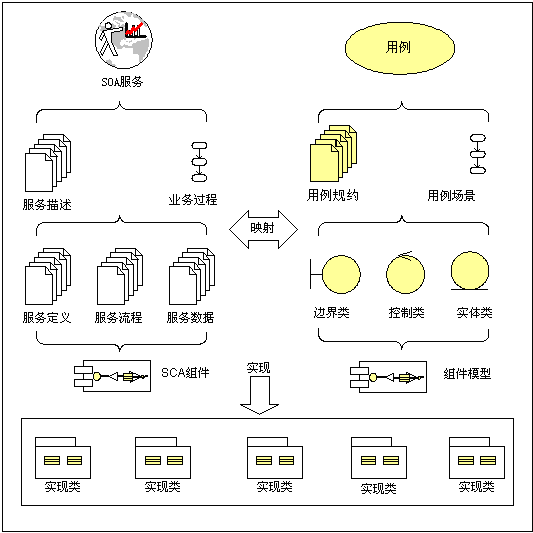 用例
SOA服务
服务描述
业务过程
用例规约
用例场景
映射
服务定义
服务流程
服务数据
边界类
控制类
实体类
SCA组件
实现
组件模型
实现类
实现类
实现类
实现类
实现类